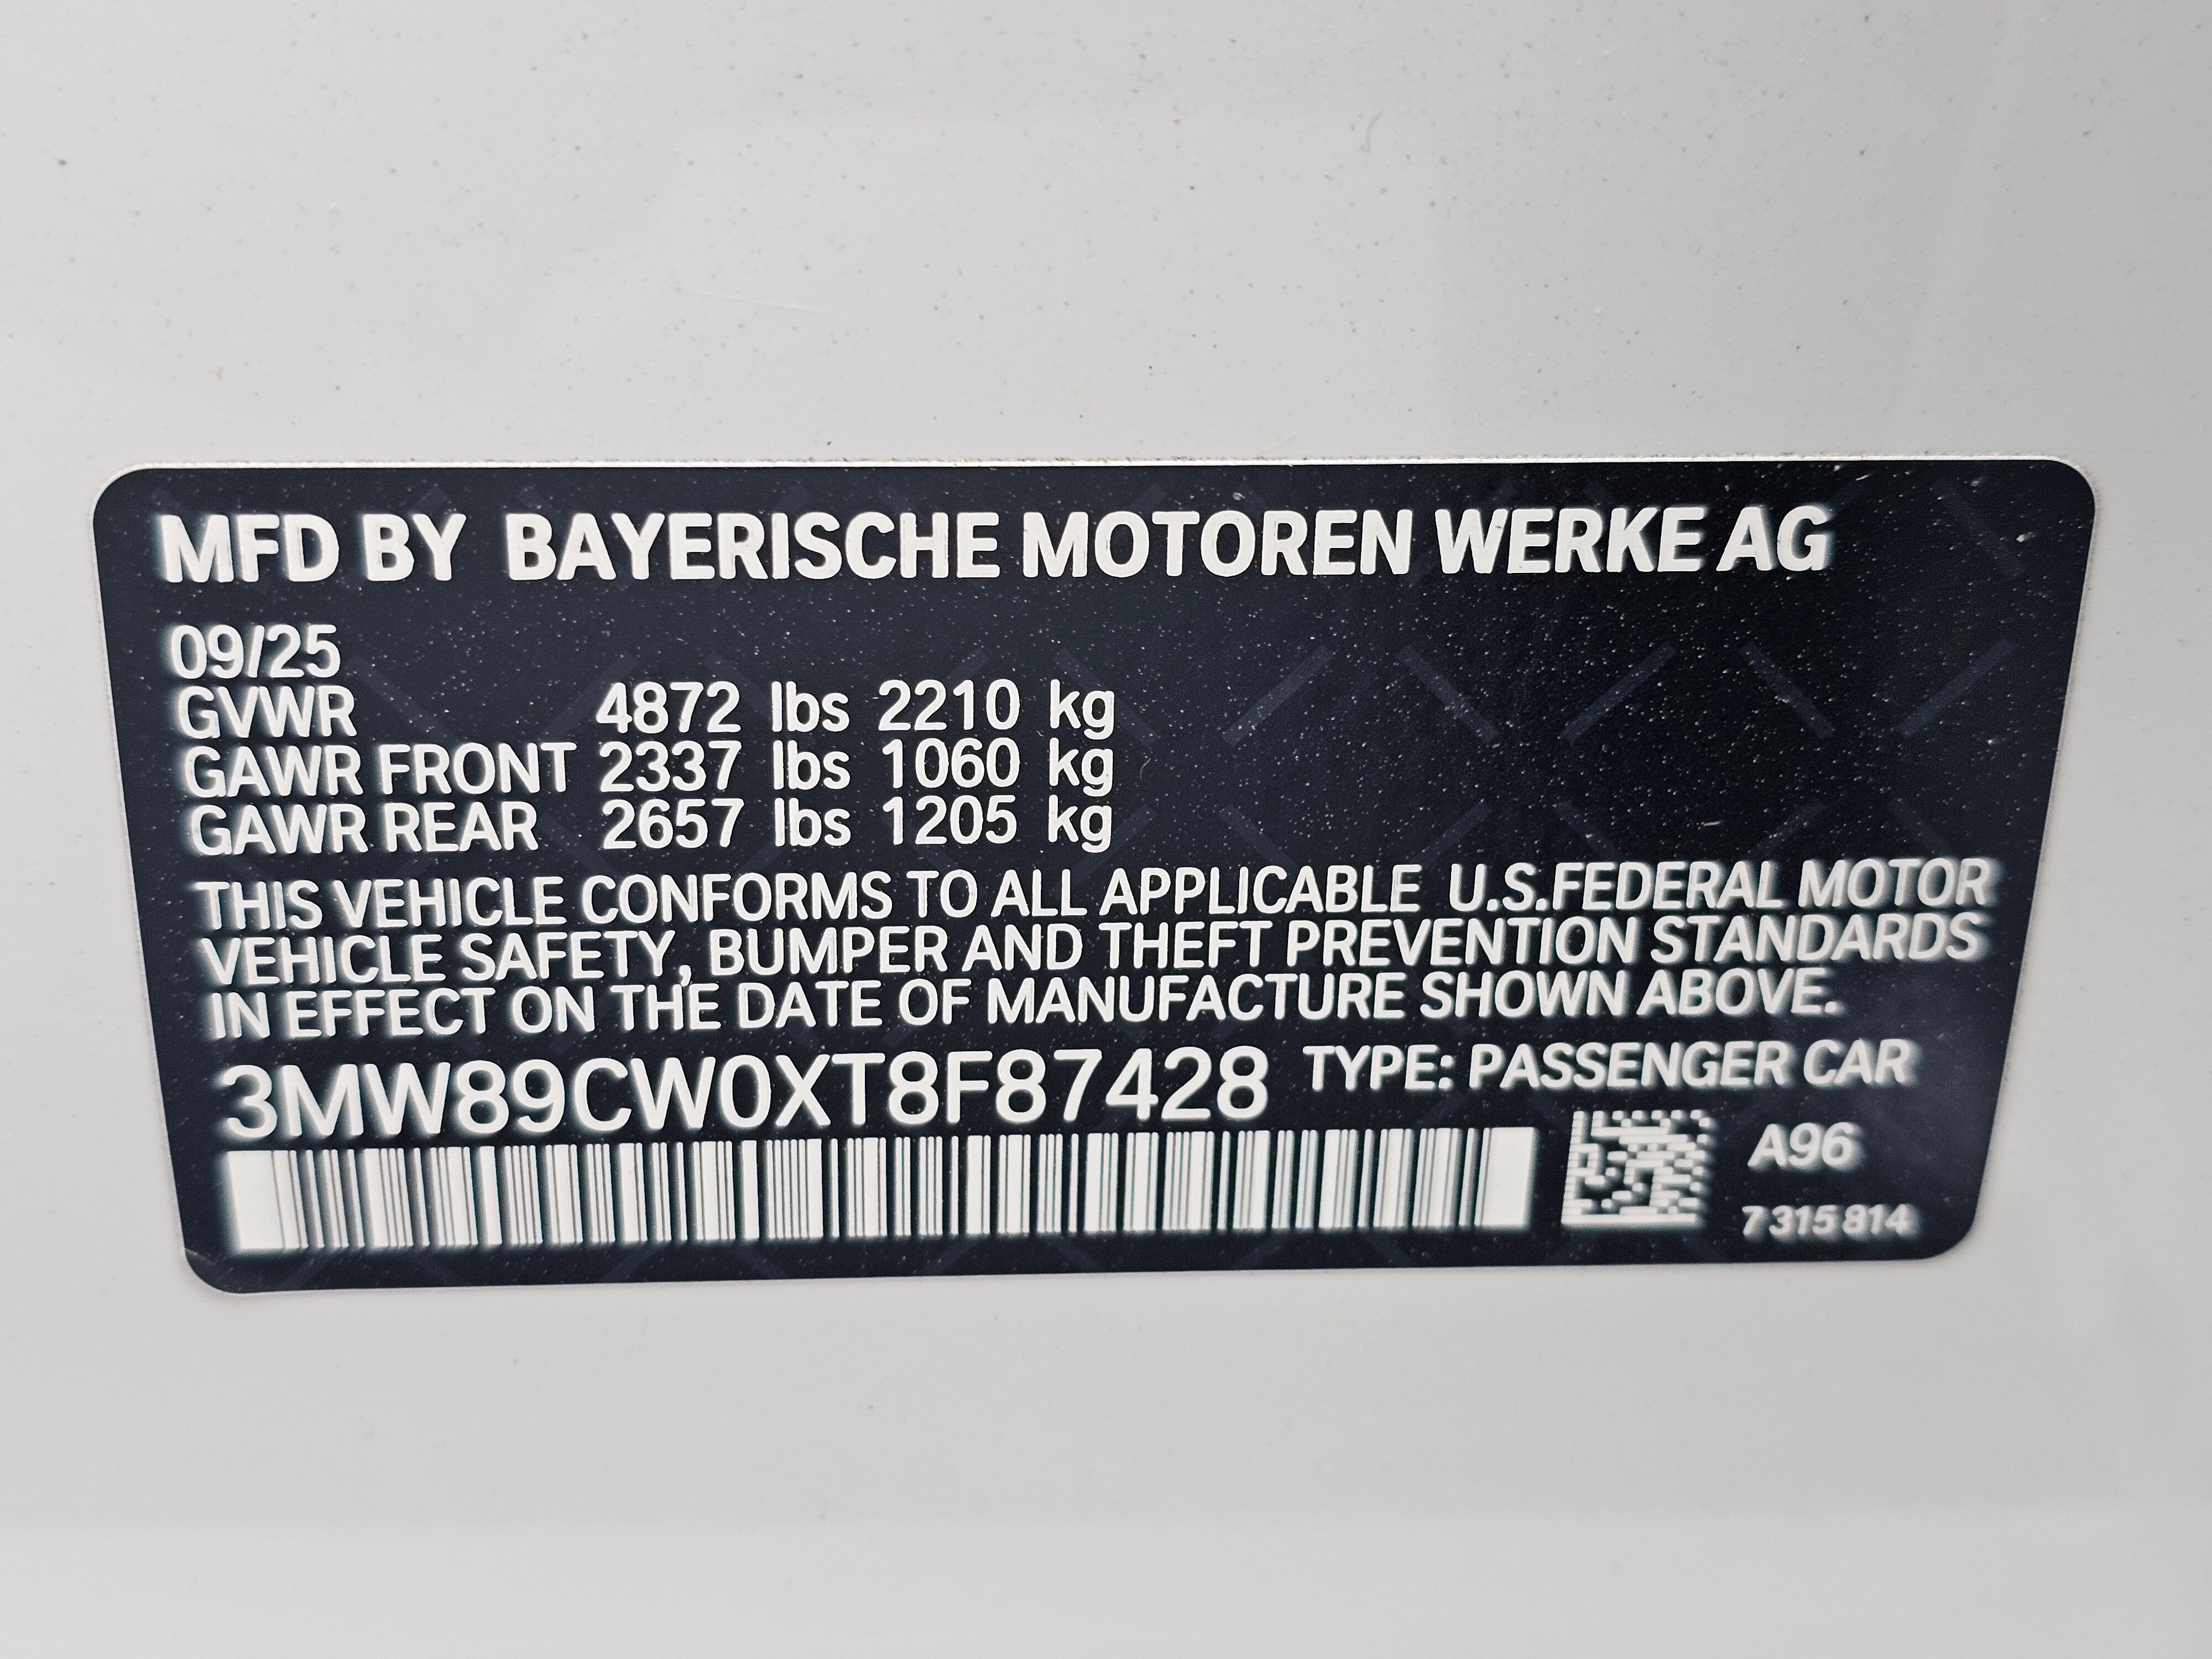 MFD BY BAYERISCHE MOTOREN WERKE AG
09/25
GVWR 4872 lbs 2210 kg
GAWR FRONT 2337 lbs 1060 kg
GAWR REAR 2657 lbs 1205 kg
THIS VEHICLE CONFORMS TO ALL APPLICABLE U.S.FEDERAL MOTOR
VEHICLE SAFETY, BUMPER AND THEFT PREVENTION STANDARDS
IN EFFECT ON THE DATE OF MANUFACTURE SHOWN ABOVE.
3MW89CW0XT8F87428 TYPE: PASSENGER CAR
A96
7 315 814